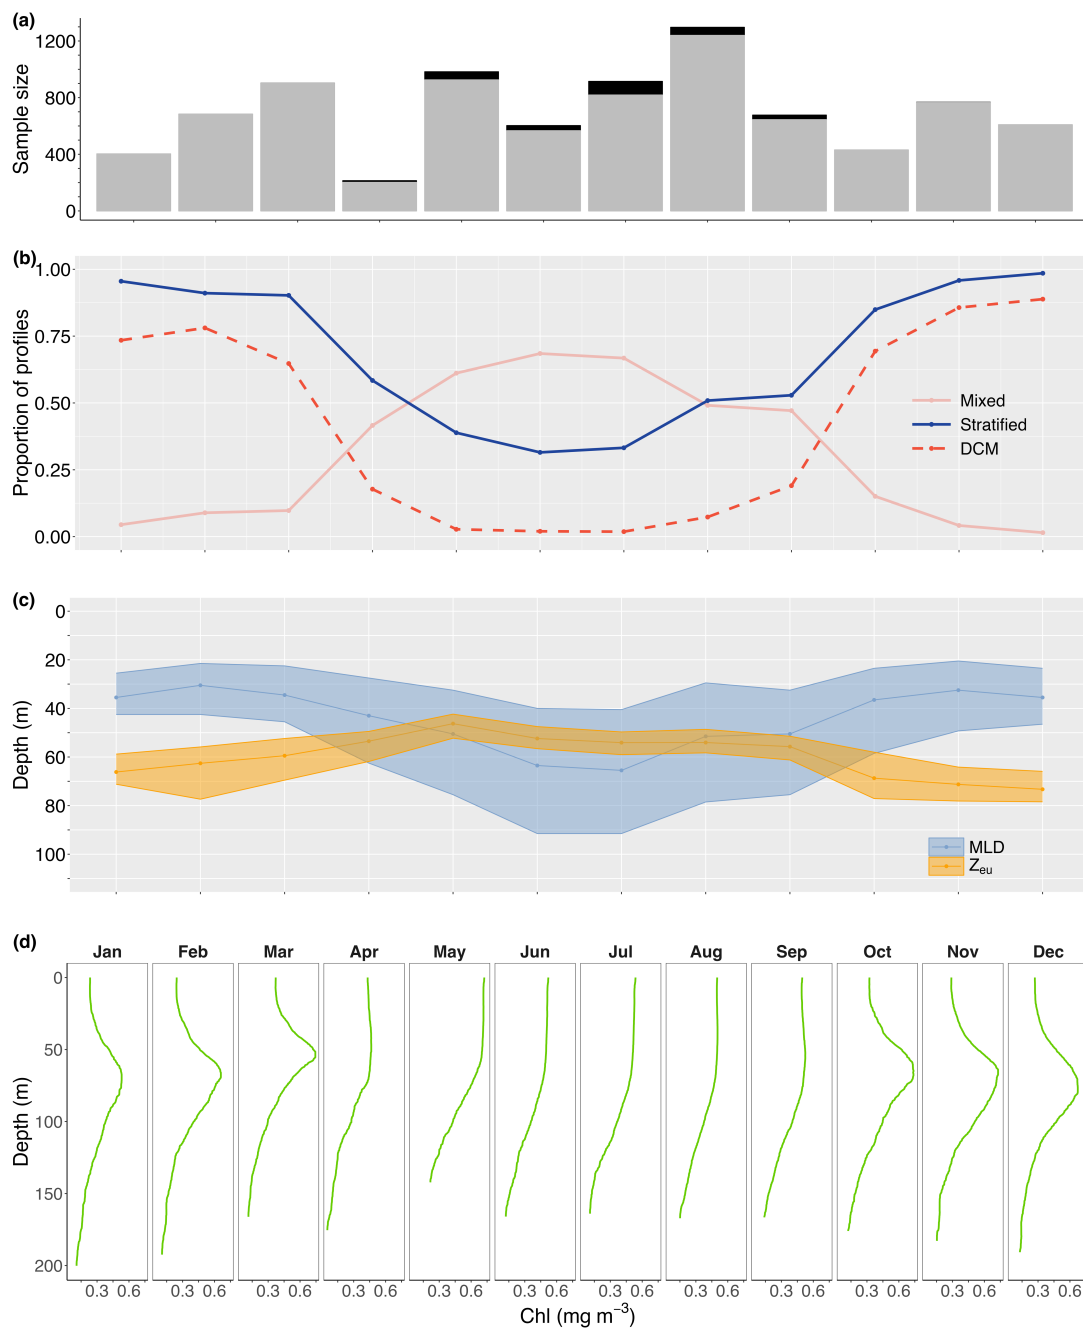 (a)
Sample size
1200
800
400
0
(b)
Proportion of profiles
1.00
0.75
0.50
0.25
0.00
Mixed
Stratified
DCM
(c)
Depth (m)
0
20
40
60
80
100
MLD
Zeu
(d)
Jan Feb Mar Apr May Jun Jul Aug Sep Oct Nov Dec
Depth (m)
0
50
100
150
200
0.3 0.6 0.3 0.6 0.3 0.6 0.3 0.6 0.3 0.6 0.3 0.6 0.3 0.6 0.3 0.6 0.3 0.6 0.3 0.6 0.3 0.6 0.3 0.6
Chl (mg m⁻³)